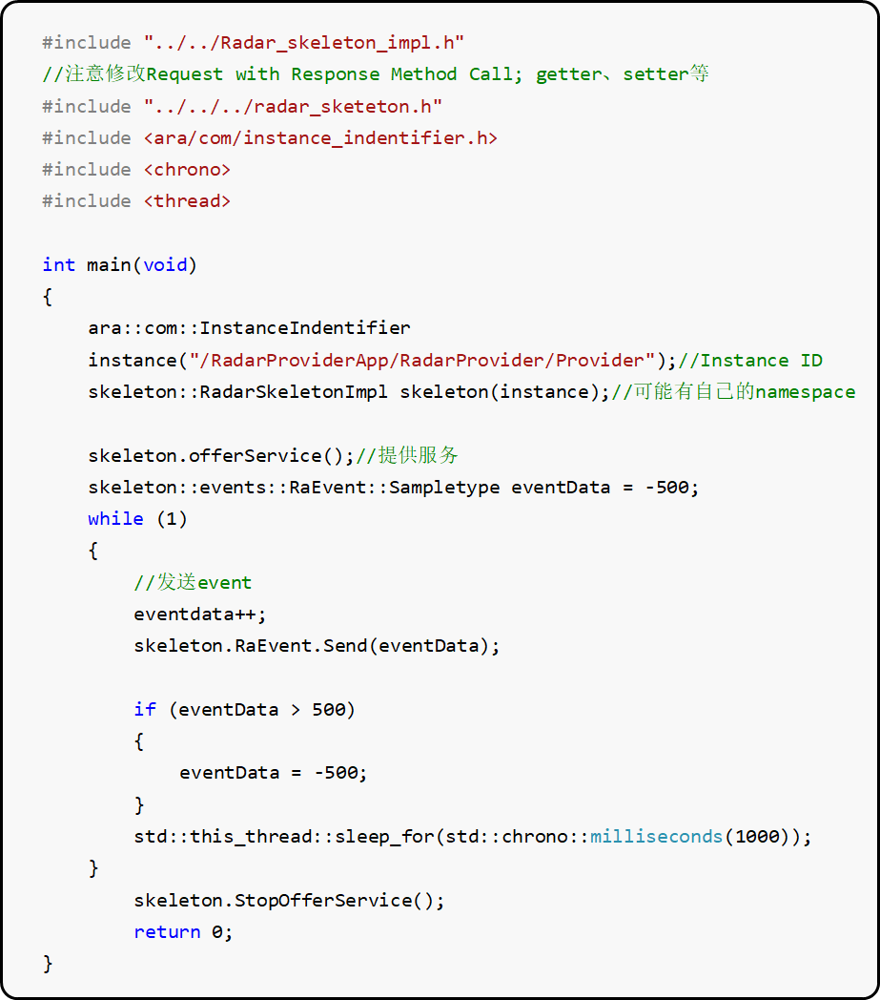 #include "../../Radar_skeleton_impl.h"
//注意修改Request with Response Method Call; getter、setter等
#include "../../../radar_sketeton.h"
#include <ara/com/instance_indentifier.h>
#include <chrono>
#include <thread>
int main(void)
{
ara::com::InstanceIndentifier
instance("/RadarProviderApp/RadarProvider/Provider");//Instance ID
skeleton::RadarSkeletonImpl skeleton(instance);//可能有自己的namespace
skeleton.offerService();//提供服务
skeleton::events::RaEvent::Sampletype eventData = -500;
while (1)
{
//发送event
eventdata++;
skeleton.RaEvent.Send(eventData);
if (eventData > 500)
{
eventData = -500;
}
std::this_thread::sleep_for(std::chrono::milliseconds(1000));
}
skeleton.StopOfferService();
return 0;
}